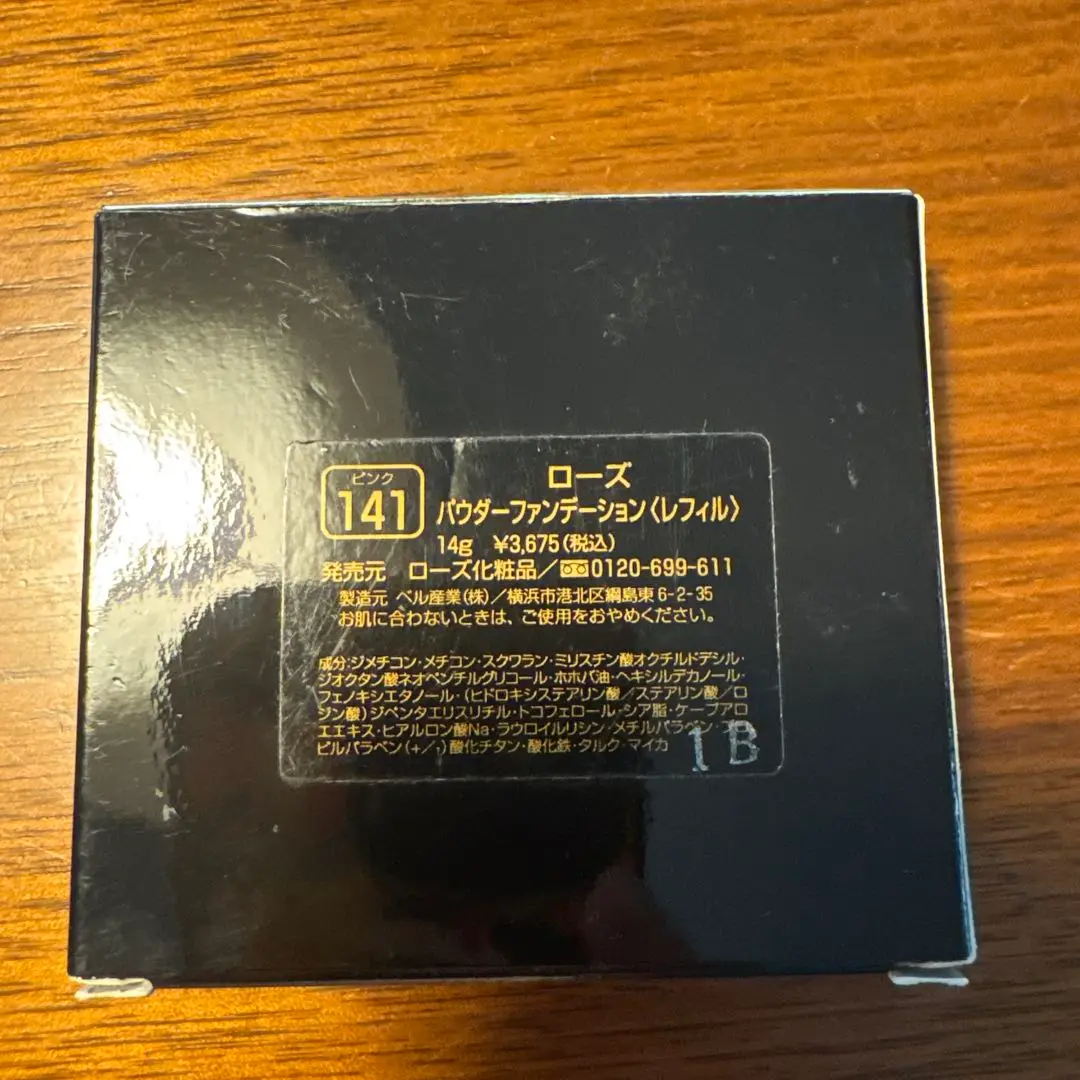 ピンク
141
ローズ
パウダーファンデーション〈レフィル〉
14g ¥3,675(税込)
発売元 ローズ化粧品/0120-699-611
製造元 ベル産業(株)/横浜市港北区綱島東6-2-35
お肌に合わないときは、ご使用をおやめください。
成分:ジメチコン・メチコン・スクワラン・ミリスチン酸オクチルドデシル・
ジオクタン酸ネオペンチルグリコール・ホホバ油・ヘキシルデカノール・
フェノキシエタノール・(ヒドロキシステアリン酸/ステアリン酸/ロ
ジン酸)ジペンタエリスリチル・トコフェロール・シア脂・ケープアロ
エエキス・ヒアルロン酸Na・ラウロイルリシン・メチルパラベン・プロ
ピルパラベン(+/-)酸化チタン・酸化鉄・タルク・マイカ
1B